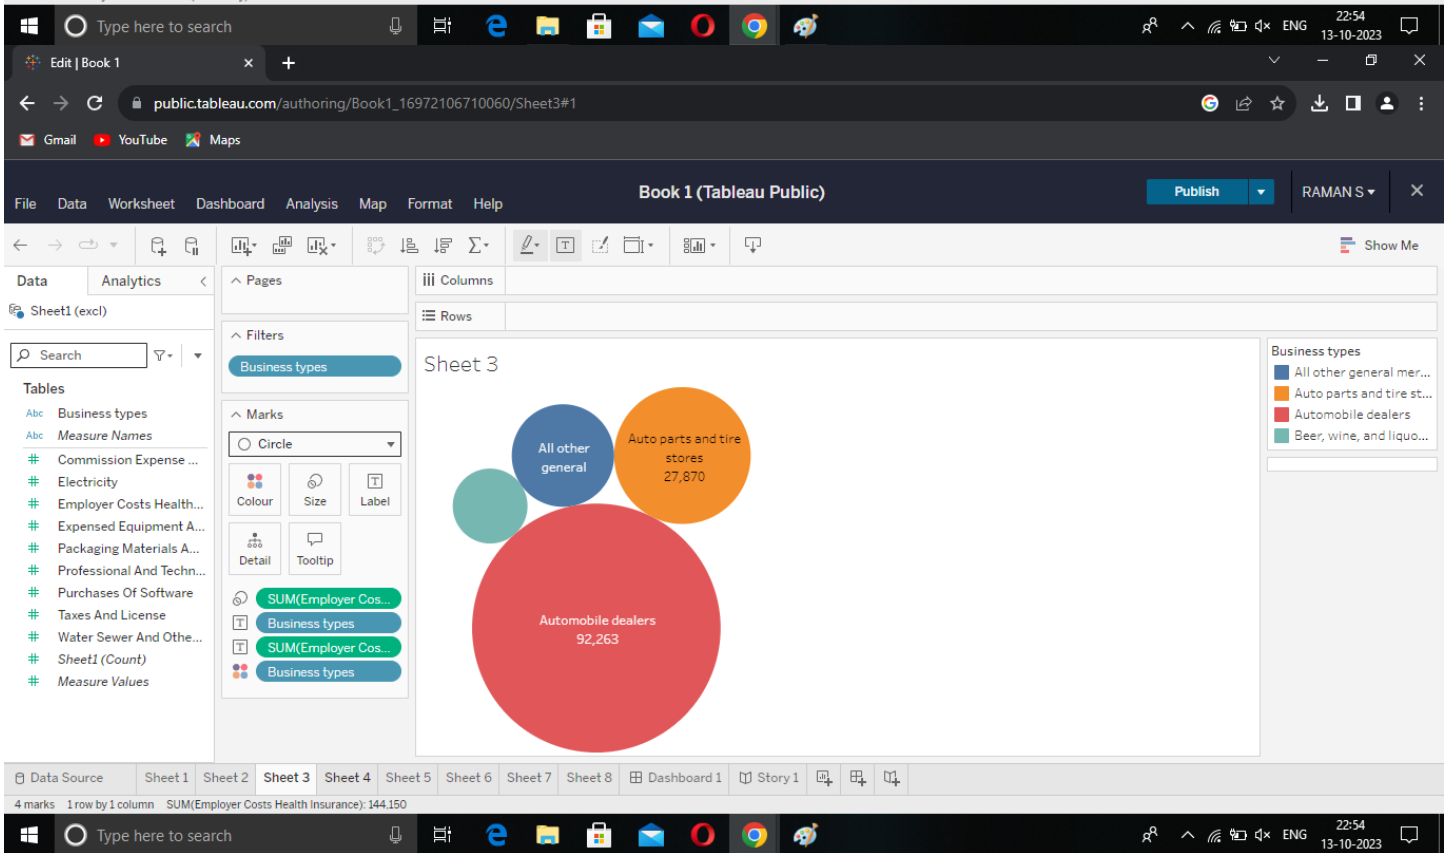 Type here to search
ENG
22:54
13-10-2023
Edit | Book 1
public.tableau.com/authoring/Book1_16972106710060/Sheet3#1
Gmail YouTube Maps
Book 1 (Tableau Public)
Publish
RAMAN S
File Data Worksheet Dashboard Analysis Map Format Help
Show Me
Data Analytics
Sheet1 (excl)
Search
Tables
Abc Business types
Abc Measure Names
# Commission Expense ...
# Electricity
# Employer Costs Health...
# Expensed Equipment A...
# Packaging Materials A...
# Professional And Techn...
# Purchases Of Software
# Taxes And License
# Water Sewer And Othe...
# Sheet1 (Count)
# Measure Values
Pages
Filters
Business types
Marks
Circle
Colour Size Label
Detail Tooltip
SUM(Employer Cos...
Business types
SUM(Employer Cos...
Business types
Columns
Rows
Sheet 3
All other
general
Auto parts and tire
stores
27,870
Automobile dealers
92,263
Business types
All other general mer...
Auto parts and tire st...
Automobile dealers
Beer, wine, and liquo...
Data Source Sheet 1 Sheet 2 Sheet 3 Sheet 4 Sheet 5 Sheet 6 Sheet 7 Sheet 8 Dashboard 1 Story 1
4 marks 1 row by 1 column SUM(Employer Costs Health Insurance): 144,150
Type here to search
ENG
22:54
13-10-2023